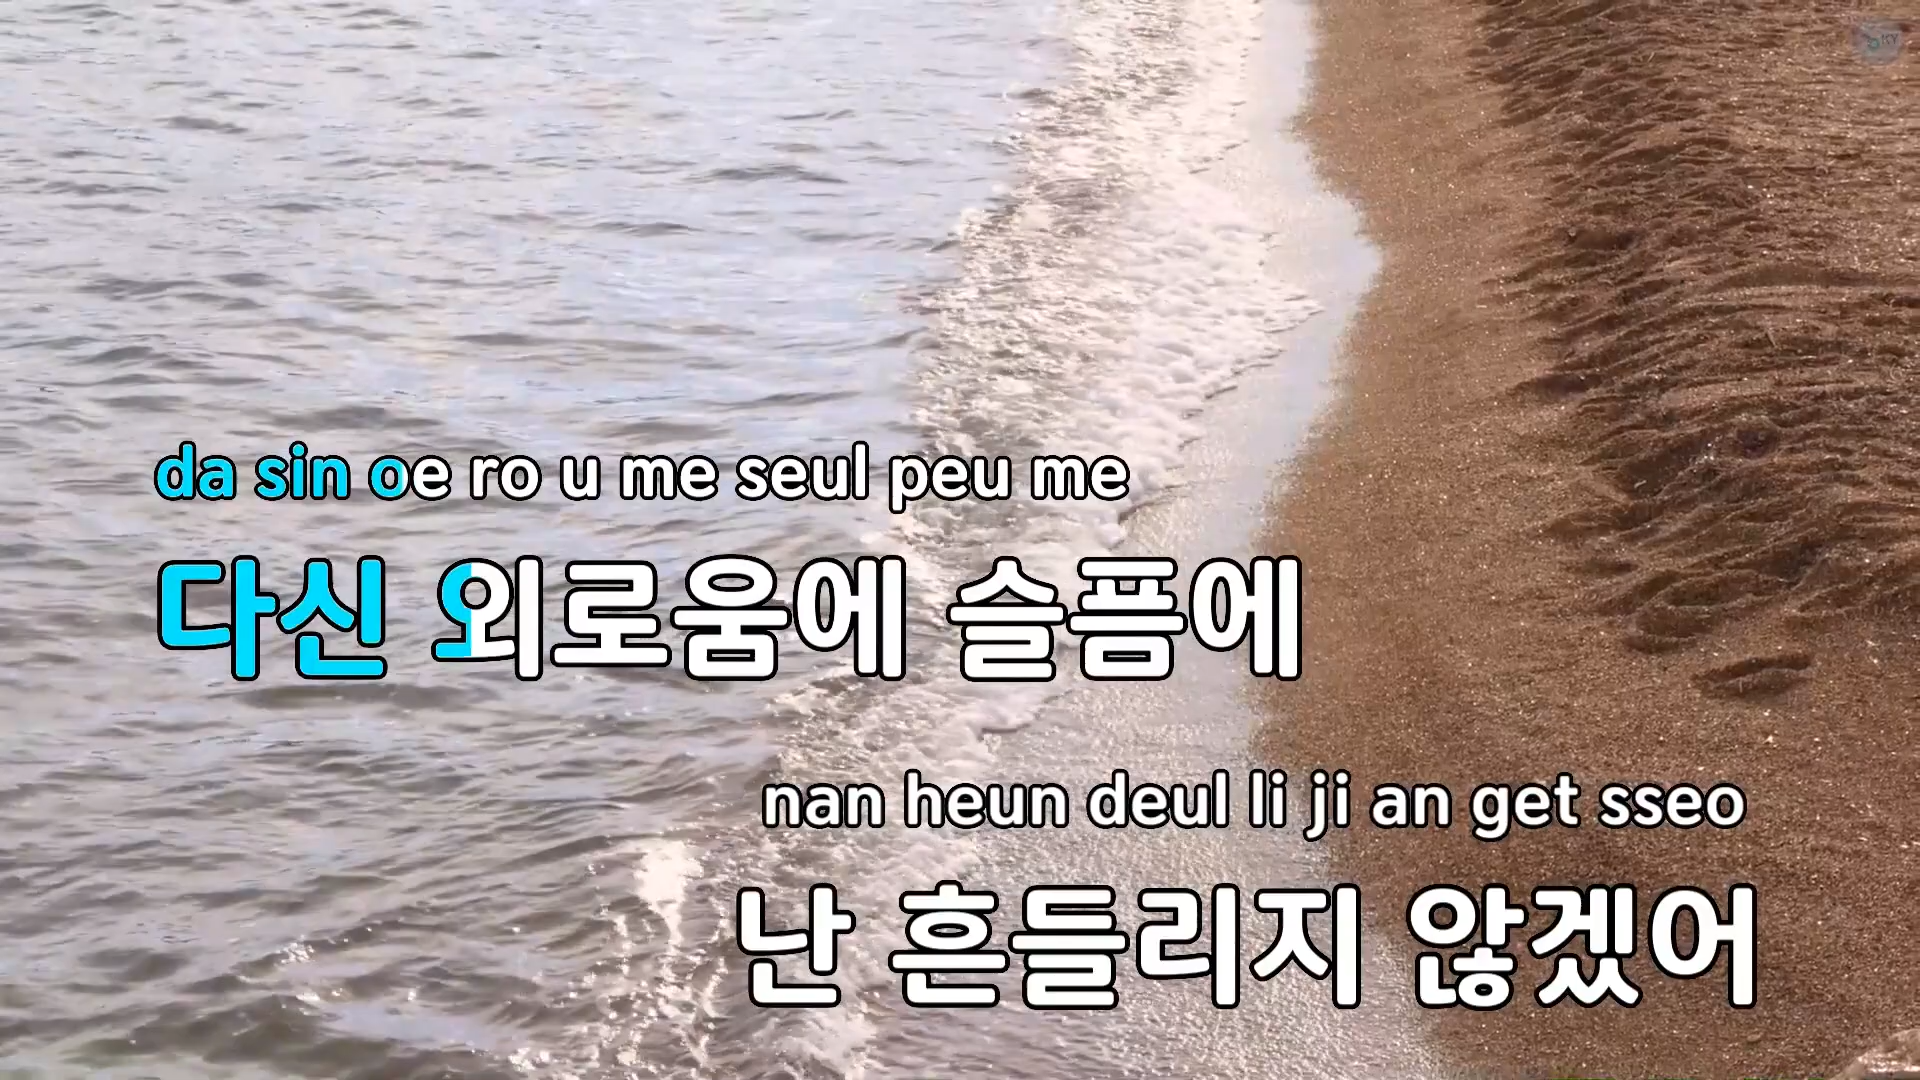 da sin oe ro u me seul peu me
다신 외로움에 슬픔에
nan heun deul li ji an get sseo
난 흔들리지 않겠어
KY